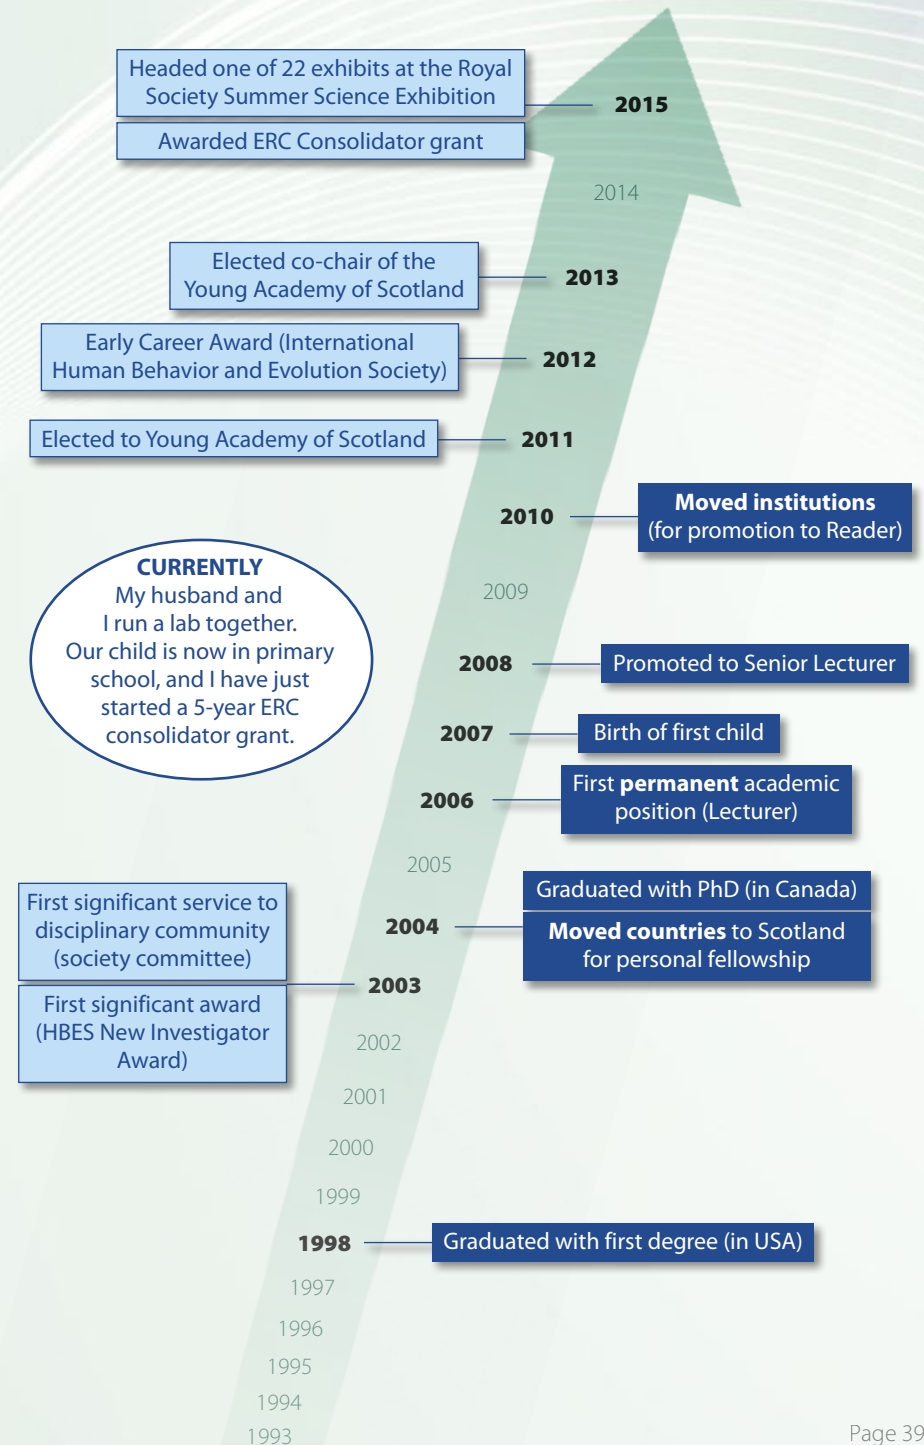 Headed one of 22 exhibits at the Royal
Society Summer Science Exhibition
2015
Awarded ERC Consolidator grant
2014
Elected co-chair of the
Young Academy of Scotland
2013
Early Career Award (International
Human Behavior and Evolution Society)
2012
Elected to Young Academy of Scotland
2011
2010
Moved institutions
(for promotion to Reader)
CURRENTLY
My husband and
I run a lab together.
Our child is now in primary
school, and I have just
started a 5-year ERC
consolidator grant.
2009
2008
Promoted to Senior Lecturer
2007
Birth of first child
2006
First permanent academic
position (Lecturer)
2005
Graduated with PhD (in Canada)
2004
Moved countries to Scotland
for personal fellowship
First significant service to
disciplinary community
(society committee)
2003
First significant award
(HBES New Investigator
Award)
2002
2001
2000
1999
1998
Graduated with first degree (in USA)
1997
1996
1995
1994
1993
Page 39